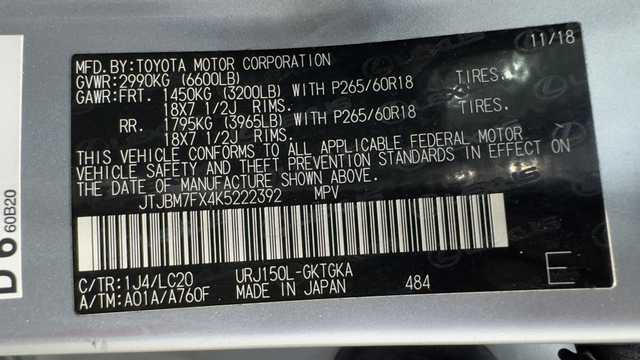 MFD. BY: TOYOTA MOTOR CORPORATION 11/18
GVWR: 2990KG (6600LB)
GAWR: FRT. 1450KG (3200LB) WITH P265/60R18 TIRES.
18X7 1/2J RIMS.
RR. 1795KG (3965LB) WITH P265/60R18 TIRES.
18X7 1/2J RIMS.
THIS VEHICLE CONFORMS TO ALL APPLICABLE FEDERAL MOTOR
VEHICLE SAFETY AND THEFT PREVENTION STANDARDS IN EFFECT ON
THE DATE OF MANUFACTURE SHOWN ABOVE.
JTJBM7FX4K5222392 MPV
C/TR: 1J4/LC20 URJ150L-GKTGKA
A/TM: A01A/A760F MADE IN JAPAN 484 E
D 6
60B20